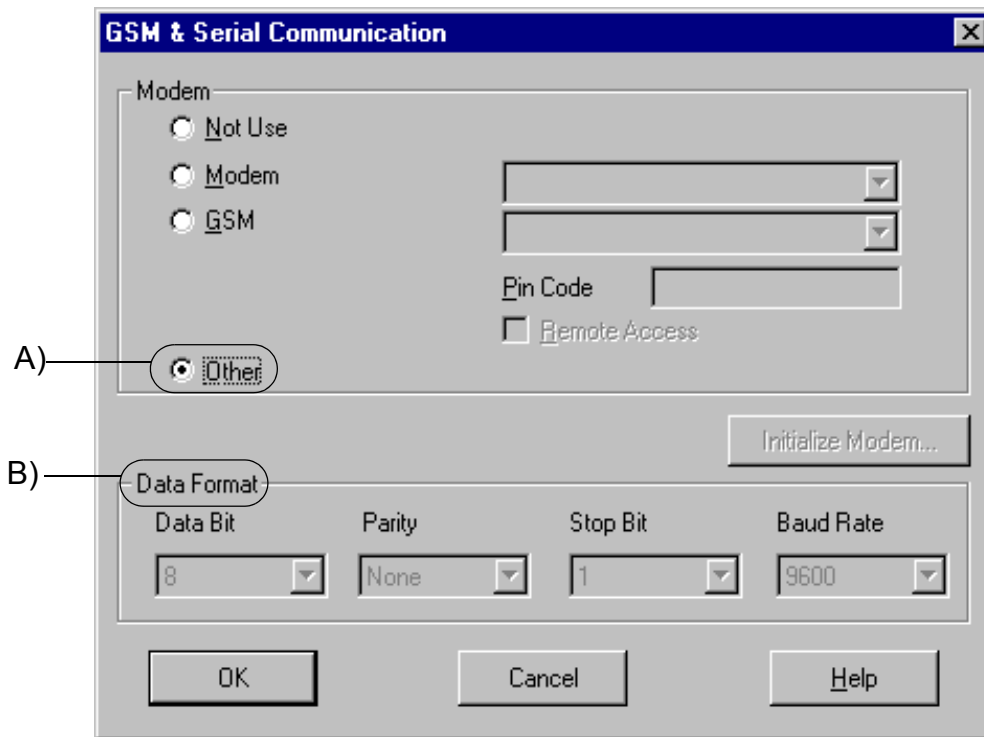 GSM & Serial Communication
Modem
Not Use
Modem
GSM
Pin Code
Remote Access
A)
Other
Initialize Modem...
B)
Data Format
Data Bit Parity Stop Bit Baud Rate
8 None 1 9600
OK Cancel Help